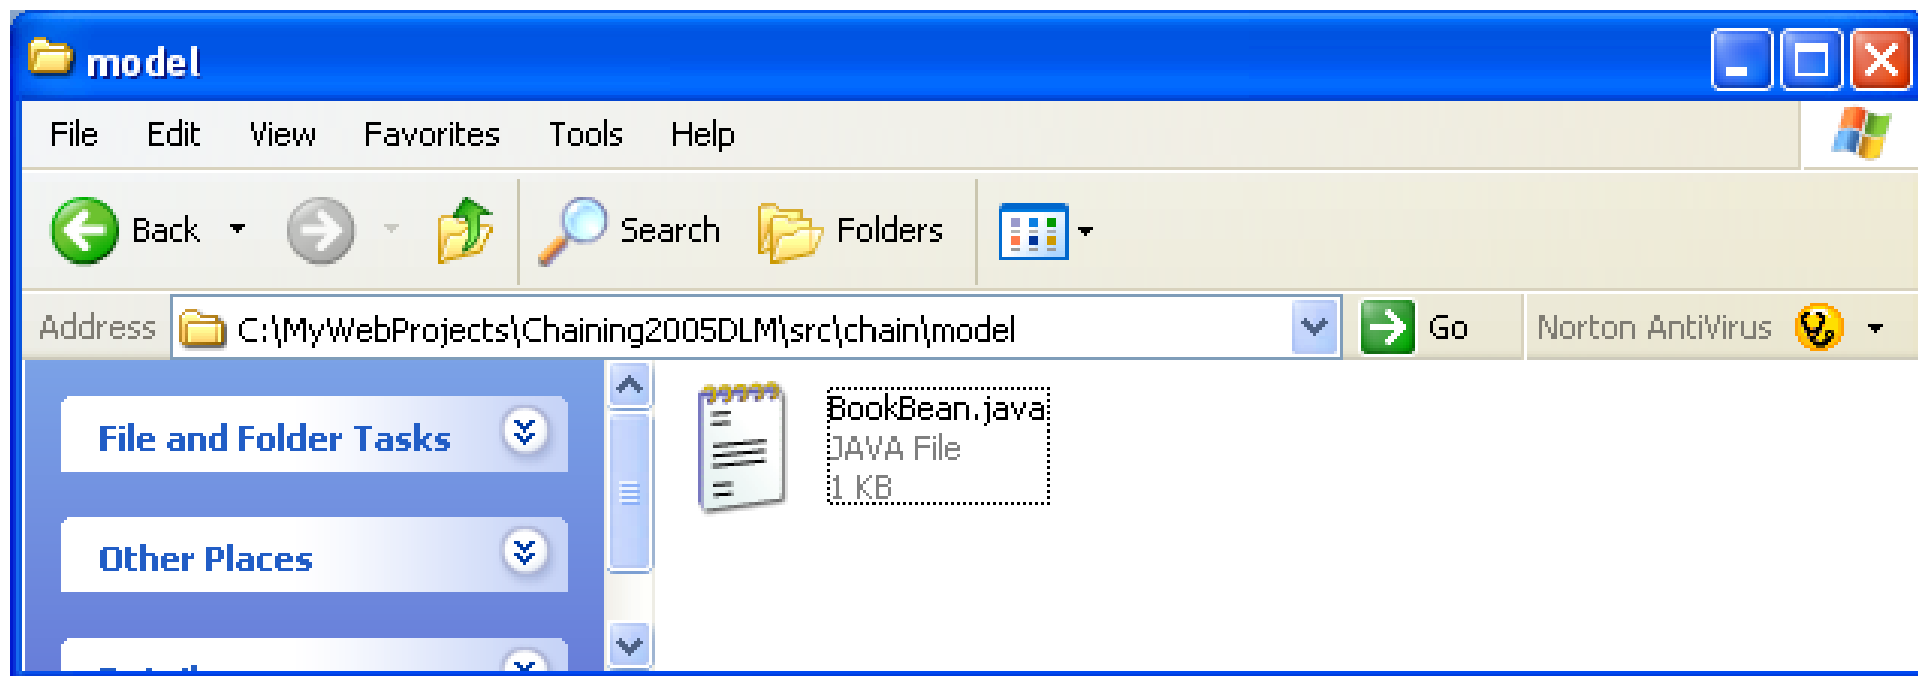 model
File Edit View Favorites Tools Help
Back Search Folders
Address C:\MyWebProjects\Chaining2005DLM\src\chain\model Go Norton AntiVirus
File and Folder Tasks
BookBean.java
JAVA File
1 KB
Other Places